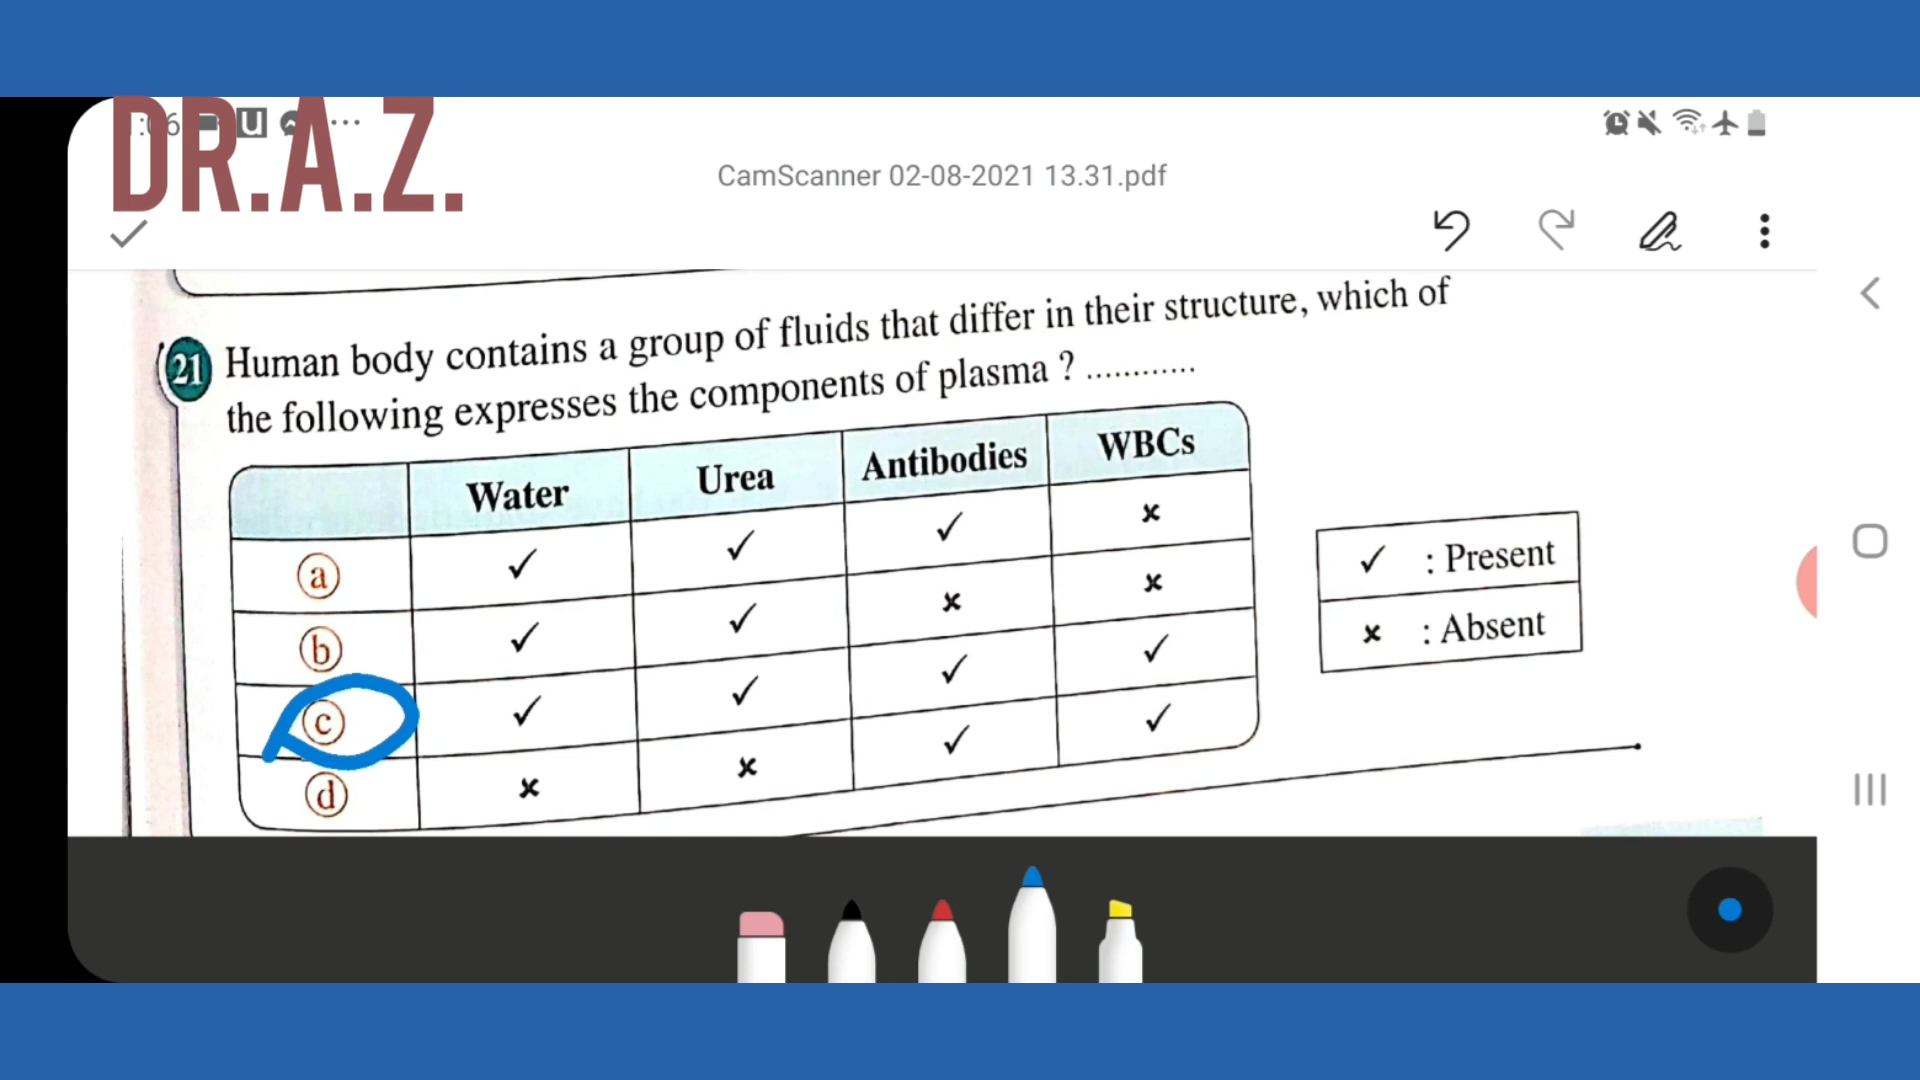 DR.A.Z.
CamScanner 02-08-2021 13.31.pdf
21 Human body contains a group of fluids that differ in their structure, which of
the following expresses the components of plasma ? ............
Water Urea Antibodies WBCs
a ✓ ✓ ✓ ×
b ✓ ✓ × ×
c ✓ ✓ ✓ ✓
d × × ✓ ✓
✓ : Present
× : Absent